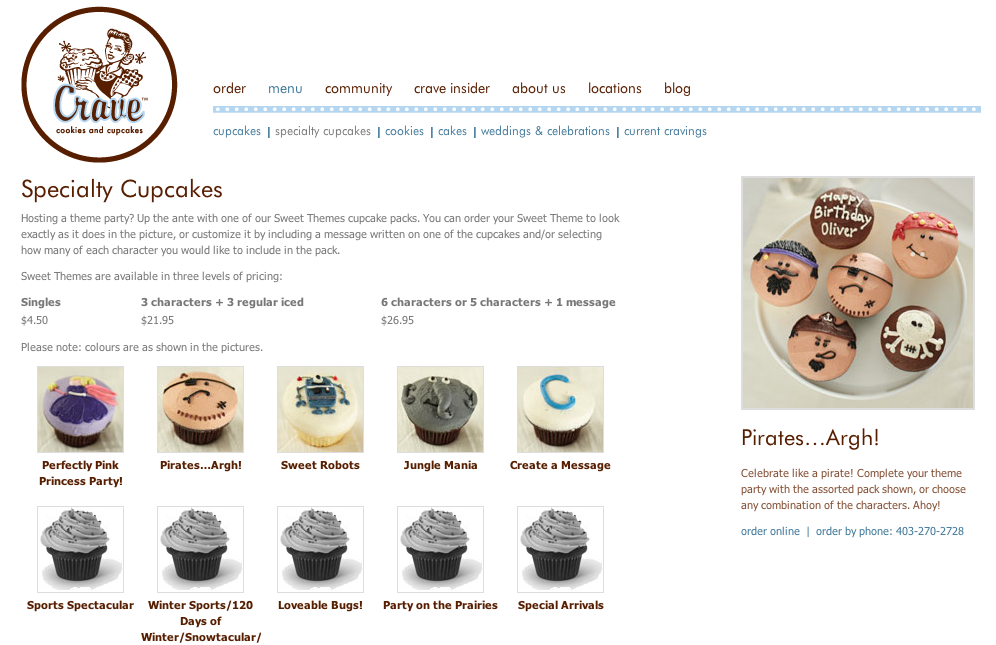 Crave™
cookies and cupcakes
order menu community crave insider about us locations blog
cupcakes | specialty cupcakes | cookies | cakes | weddings & celebrations | current cravings
Specialty Cupcakes
Hosting a theme party? Up the ante with one of our Sweet Themes cupcake packs. You can order your Sweet Theme to look
exactly as it does in the picture, or customize it by including a message written on one of the cupcakes and/or selecting
how many of each character you would like to include in the pack.
Sweet Themes are available in three levels of pricing:
Singles 3 characters + 3 regular iced 6 characters or 5 characters + 1 message
$4.50 $21.95 $26.95
Please note: colours are as shown in the pictures.
C
Perfectly Pink
Princess Party!
Pirates...Argh!
Sweet Robots
Jungle Mania
Create a Message
Sports Spectacular
Winter Sports/120
Days of
Winter/Snowtacular/
Loveable Bugs!
Party on the Prairies
Special Arrivals
Happy
BirThday
Oliver
Pirates...Argh!
Celebrate like a pirate! Complete your theme
party with the assorted pack shown, or choose
any combination of the characters. Ahoy!
order online | order by phone: 403-270-2728